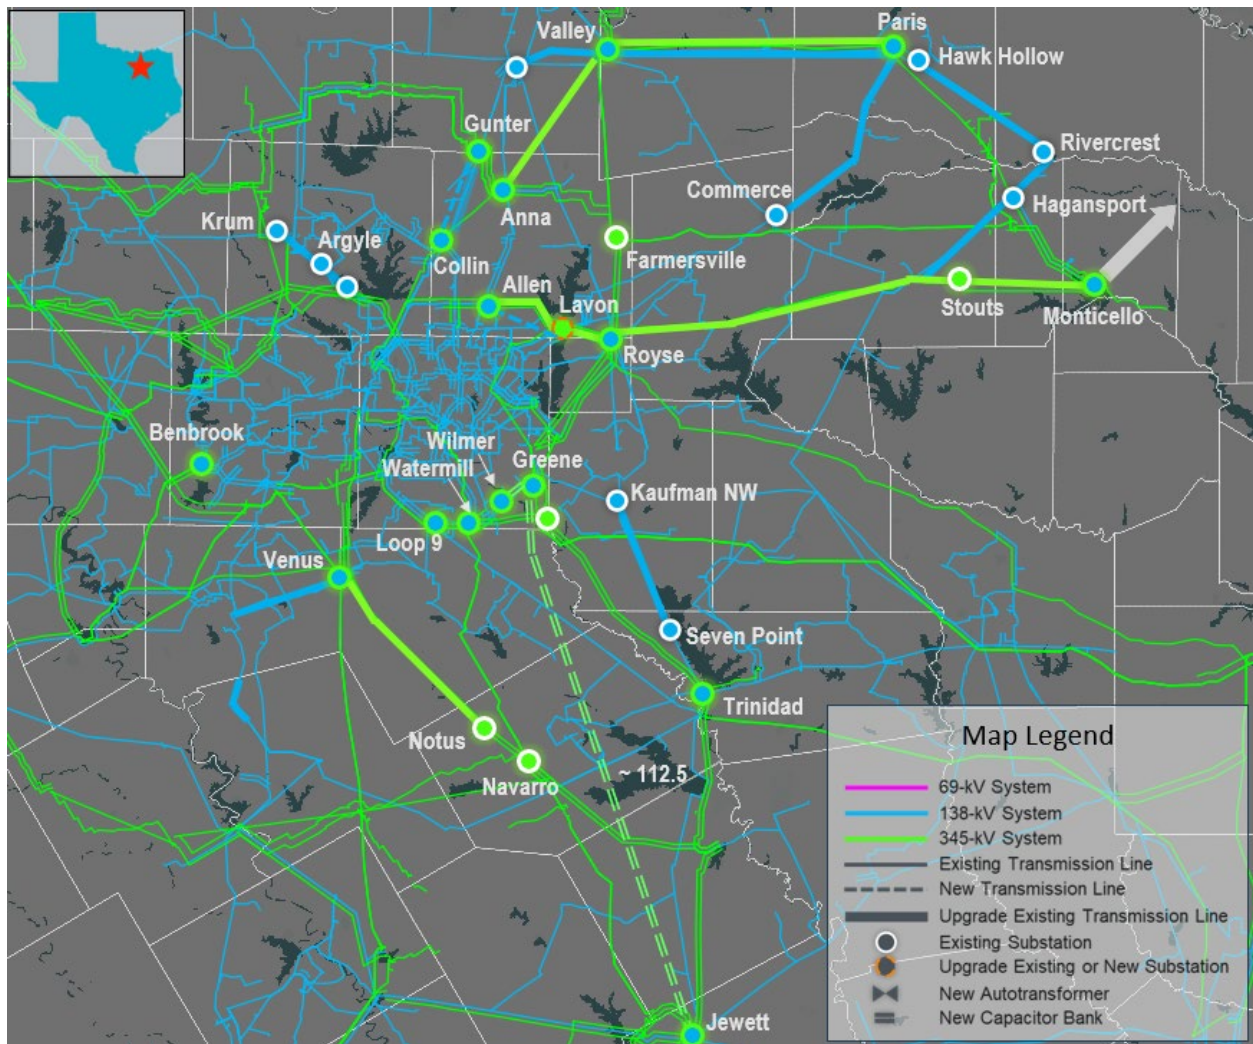 Valley
Paris
Hawk Hollow
Gunter
Rivercrest
Commerce
Hagansport
Anna
Krum
Argyle
Collin
Farmersville
Allen
Lavon
Stouts
Monticello
Royse
Benbrook
Wilmer
Watermill
Greene
Kaufman NW
Loop 9
Venus
Seven Point
Trinidad
Notus
Navarro
~ 112.5
Jewett
Map Legend
69-kV System
138-kV System
345-kV System
Existing Transmission Line
New Transmission Line
Upgrade Existing Transmission Line
Existing Substation
Upgrade Existing or New Substation
New Autotransformer
New Capacitor Bank